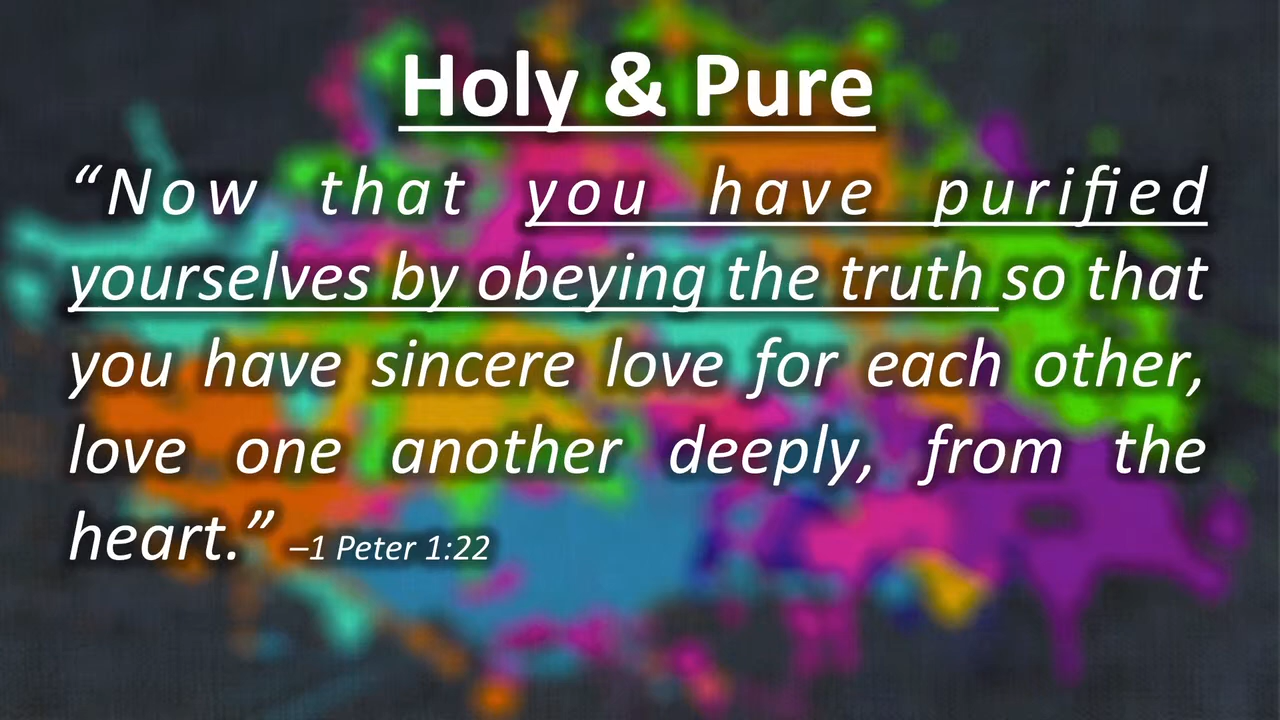 Holy & Pure
“Now that you have purified
yourselves by obeying the truth so that
you have sincere love for each other,
love one another deeply, from the
heart.” –1 Peter 1:22